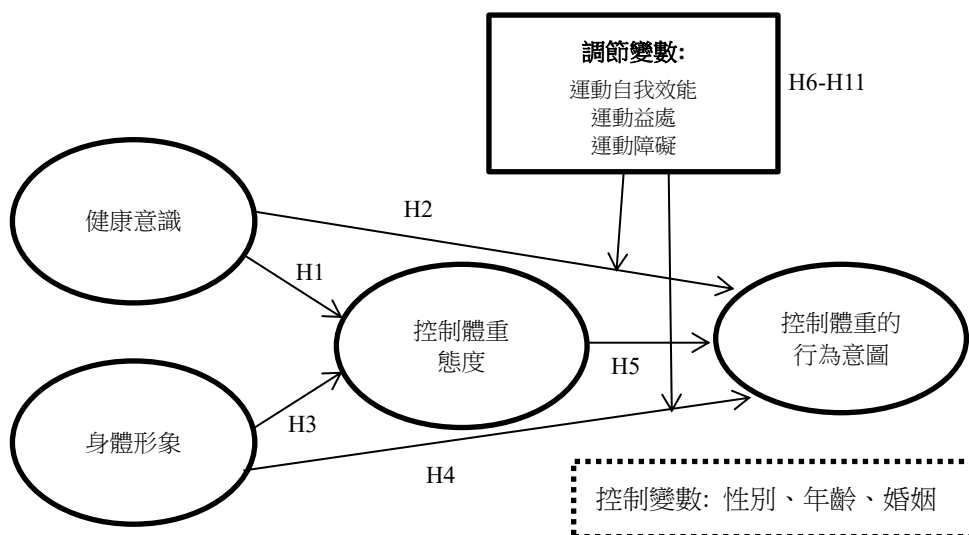 調節變數:
運動自我效能
運動益處
運動障礙
H6-H11
健康意識
H2
H1
控制體重
態度
控制體重的
行為意圖
H5
H3
身體形象
H4
控制變數: 性別、年齡、婚姻